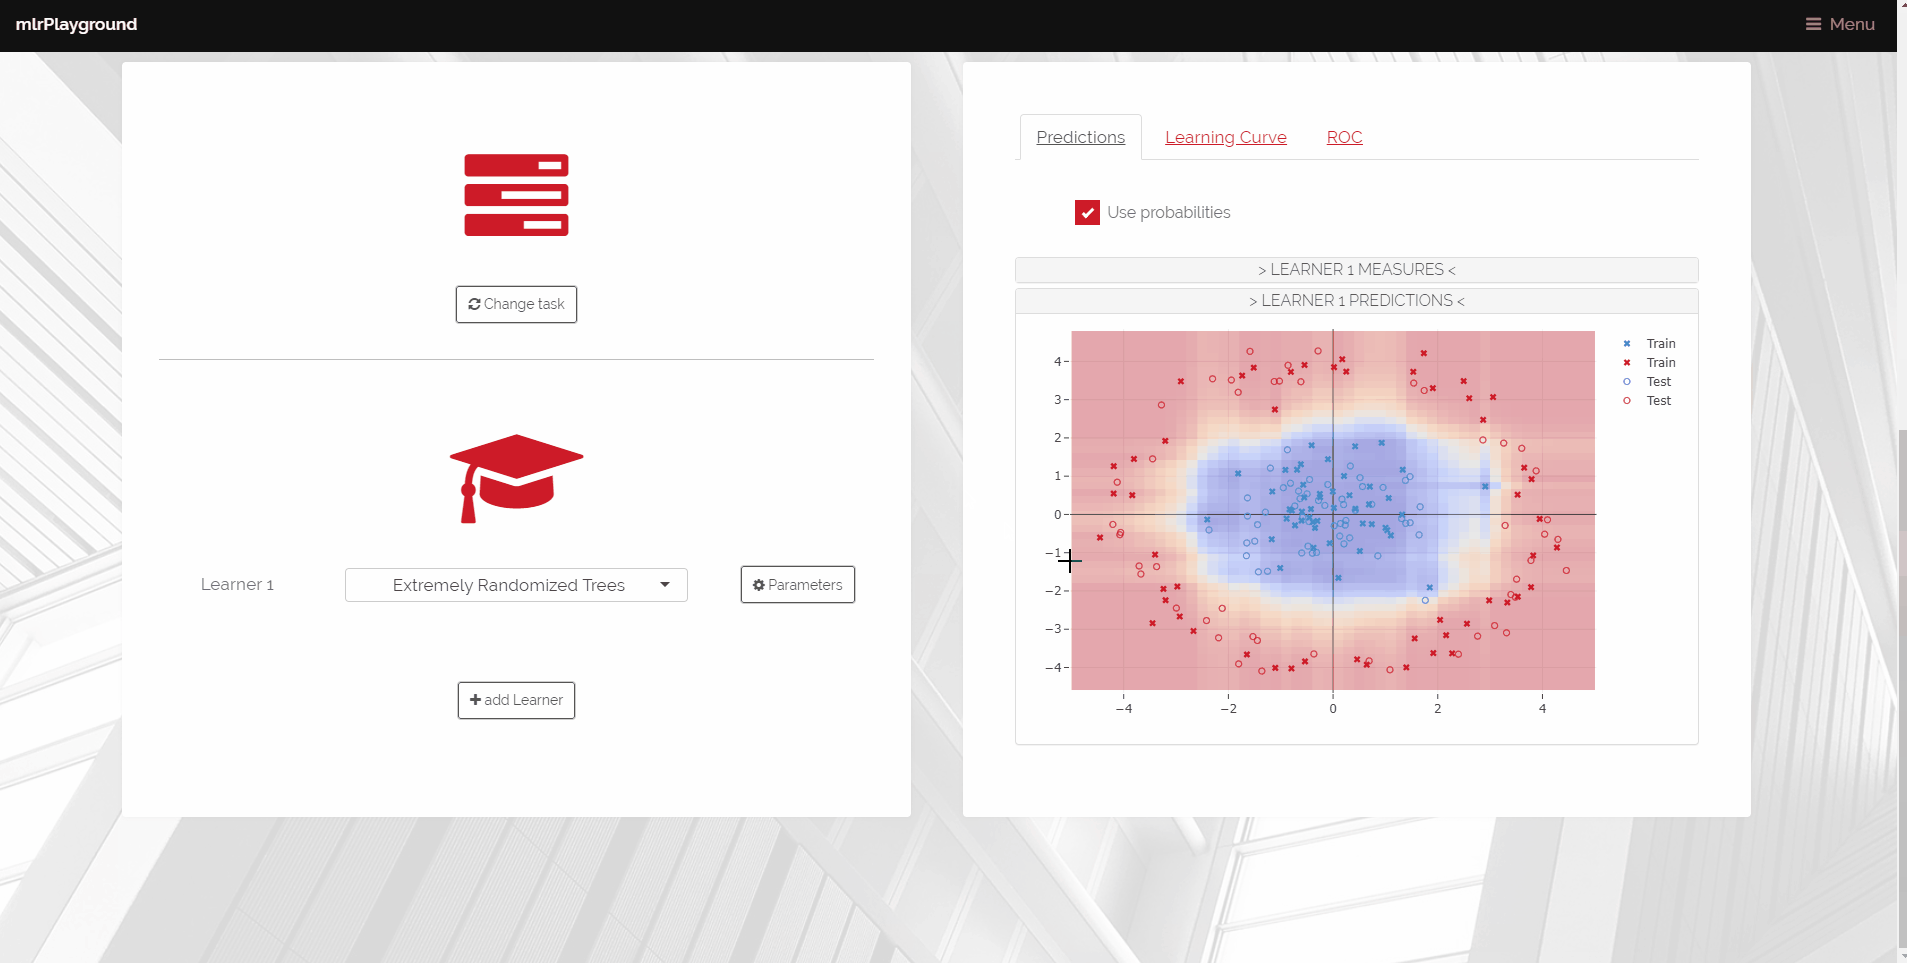 mlrPlayground
Menu
Change task
Learner 1
Extremely Randomized Trees
Parameters
add Learner
Predictions
Learning Curve
ROC
Use probabilities
> LEARNER 1 MEASURES <
> LEARNER 1 PREDICTIONS <
4
3
2
1
0
−1
−2
−3
−4
−4
−2
0
2
4
Train
Train
Test
Test